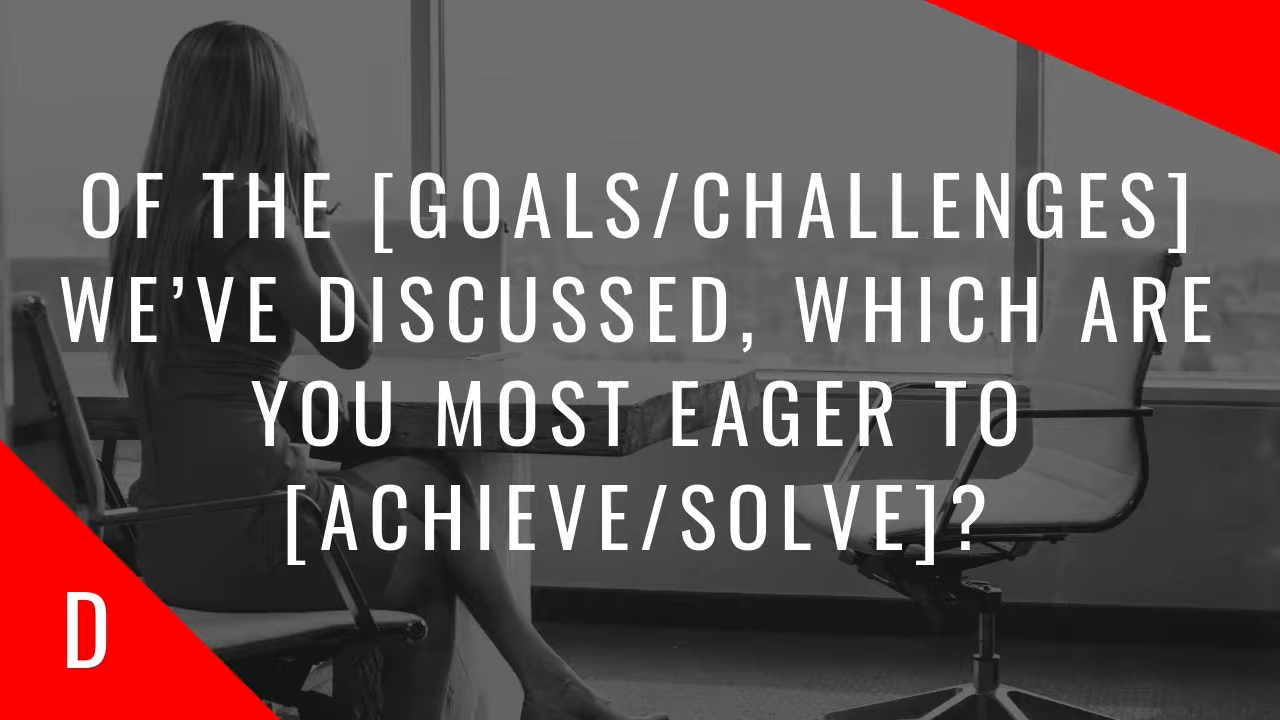 OF THE [GOALS/CHALLENGES]
WE’VE DISCUSSED, WHICH ARE
YOU MOST EAGER TO
[ACHIEVE/SOLVE]?
D